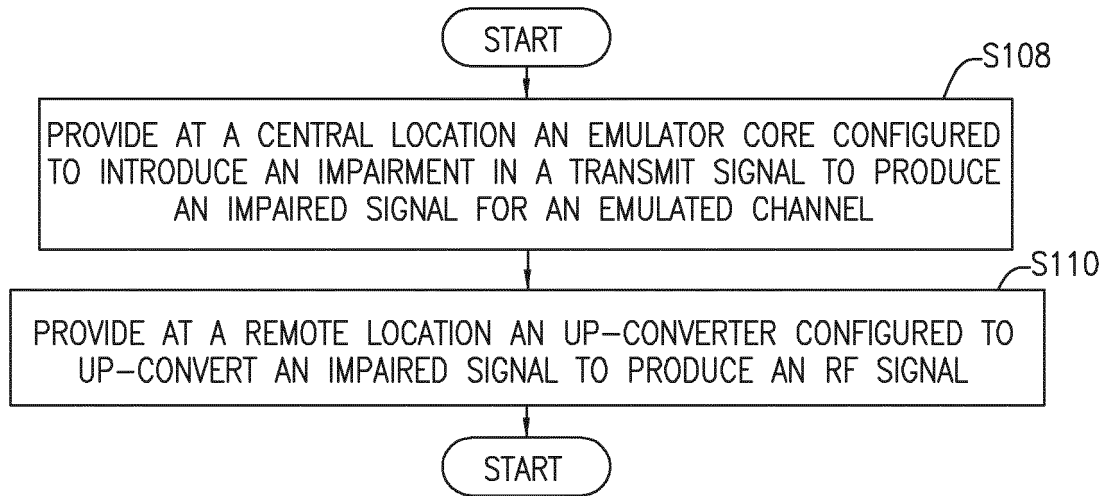 START
S108
PROVIDE AT A CENTRAL LOCATION AN EMULATOR CORE CONFIGURED
TO INTRODUCE AN IMPAIRMENT IN A TRANSMIT SIGNAL TO PRODUCE
AN IMPAIRED SIGNAL FOR AN EMULATED CHANNEL
S110
PROVIDE AT A REMOTE LOCATION AN UP-CONVERTER CONFIGURED TO
UP-CONVERT AN IMPAIRED SIGNAL TO PRODUCE AN RF SIGNAL
START